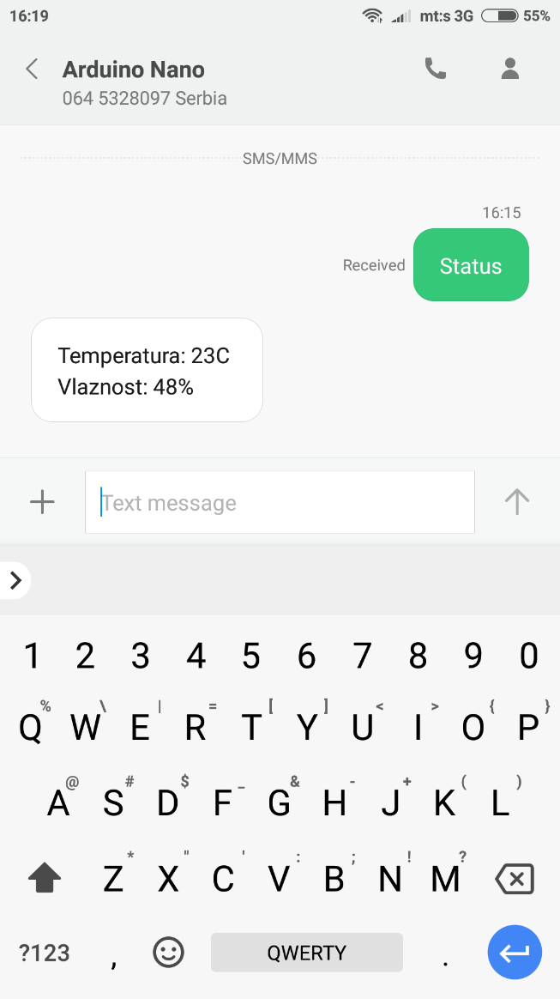 16:19 mt:s 3G 55%
Arduino Nano
064 5328097 Serbia
SMS/MMS
16:15
Received Status
Temperatura: 23C
Vlaznost: 48%
Text message
1 2 3 4 5 6 7 8 9 0
% \ | = [ ] < > { }
Q W E R T Y U I O P
@ # $ _ & - + ( )
A S D F G H J K L
* " ' : ; ! ?
Z X C V B N M
?123 , QWERTY .